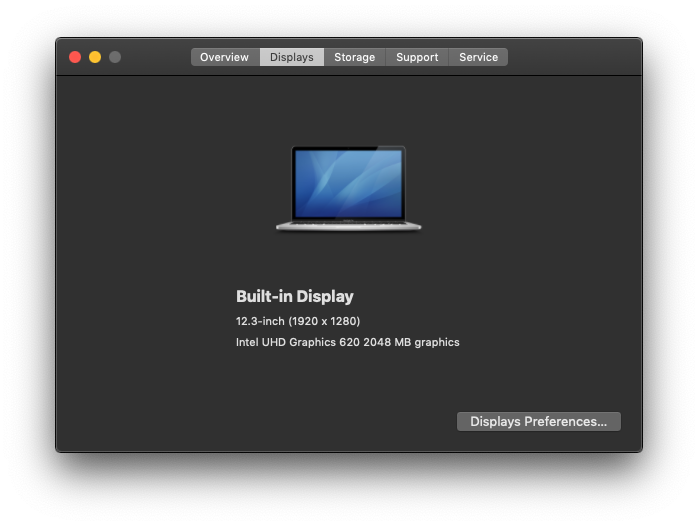 Overview Displays Storage Support Service
Built-in Display
12.3-inch (1920 x 1280)
Intel UHD Graphics 620 2048 MB graphics
Displays Preferences...